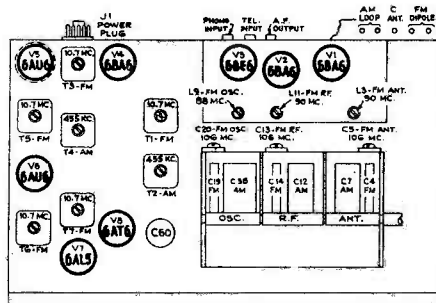 J1
POWER
PLUG
PHONO
INPUT
TEL.
INPUT
A.F.
OUTPUT
AM
LOOP
C
ANT.
FM
DIPOLE
V5
6AU6
10.7 MC.
T3-FM
V4
6BA6
V3
6BE6
V2
6BA6
V1
6BA6
L9-FM OSC.
88 MC.
L11-FM RF.
90 MC.
L3-FM ANT.
90 MC.
10.7 MC.
T5-FM
455 KC.
T4-AM
10.7 MC.
T1-FM
C20-FM OSC.
106 MC.
C13-FM RF.
106 MC.
C5-FM ANT.
106 MC.
V6
6AU6
455 KC.
T2-AM
C19
FM
AM
C14
FM
C12
AM
C7
AM
C4
FM
OSC.
R.F.
ANT.
10.7 MC.
T6-FM
10.7 MC.
T7-FM
V8
6AT6
C60
V7
6AL5